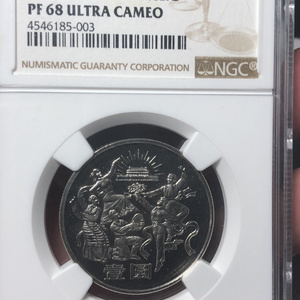 PF 68 ULTRA CAMEO
4546185-003
NUMISMATIC GUARANTY CORPORATION
NGC
壹圆